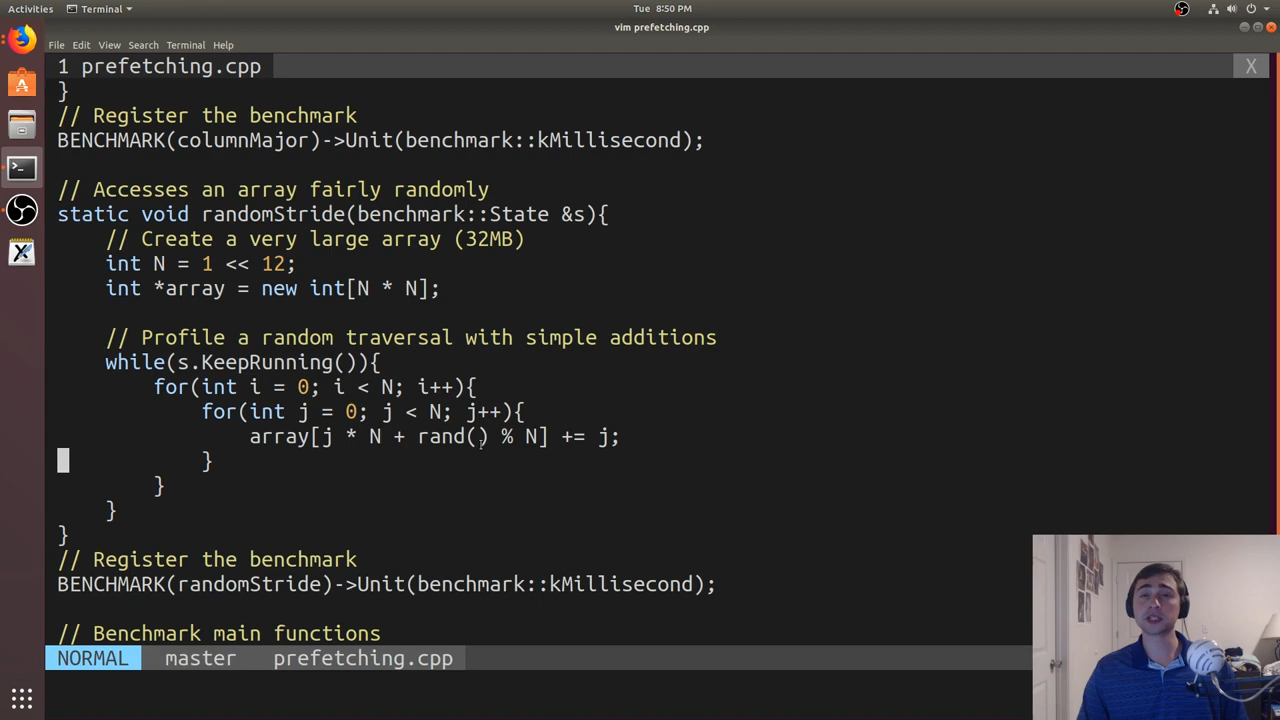 Activities
Terminal
Tue 8:50 PM
vim prefetching.cpp
File Edit View Search Terminal Help
1 prefetching.cpp X
}
// Register the benchmark
BENCHMARK(columnMajor)->Unit(benchmark::kMillisecond);
// Accesses an array fairly randomly
static void randomStride(benchmark::State &s){
// Create a very large array (32MB)
int N = 1 << 12;
int *array = new int[N * N];
// Profile a random traversal with simple additions
while(s.KeepRunning()){
for(int i = 0; i < N; i++){
for(int j = 0; j < N; j++){
array[j * N + rand() % N] += j;
}
}
}
}
// Register the benchmark
BENCHMARK(randomStride)->Unit(benchmark::kMillisecond);
// Benchmark main functions
NORMAL master prefetching.cpp